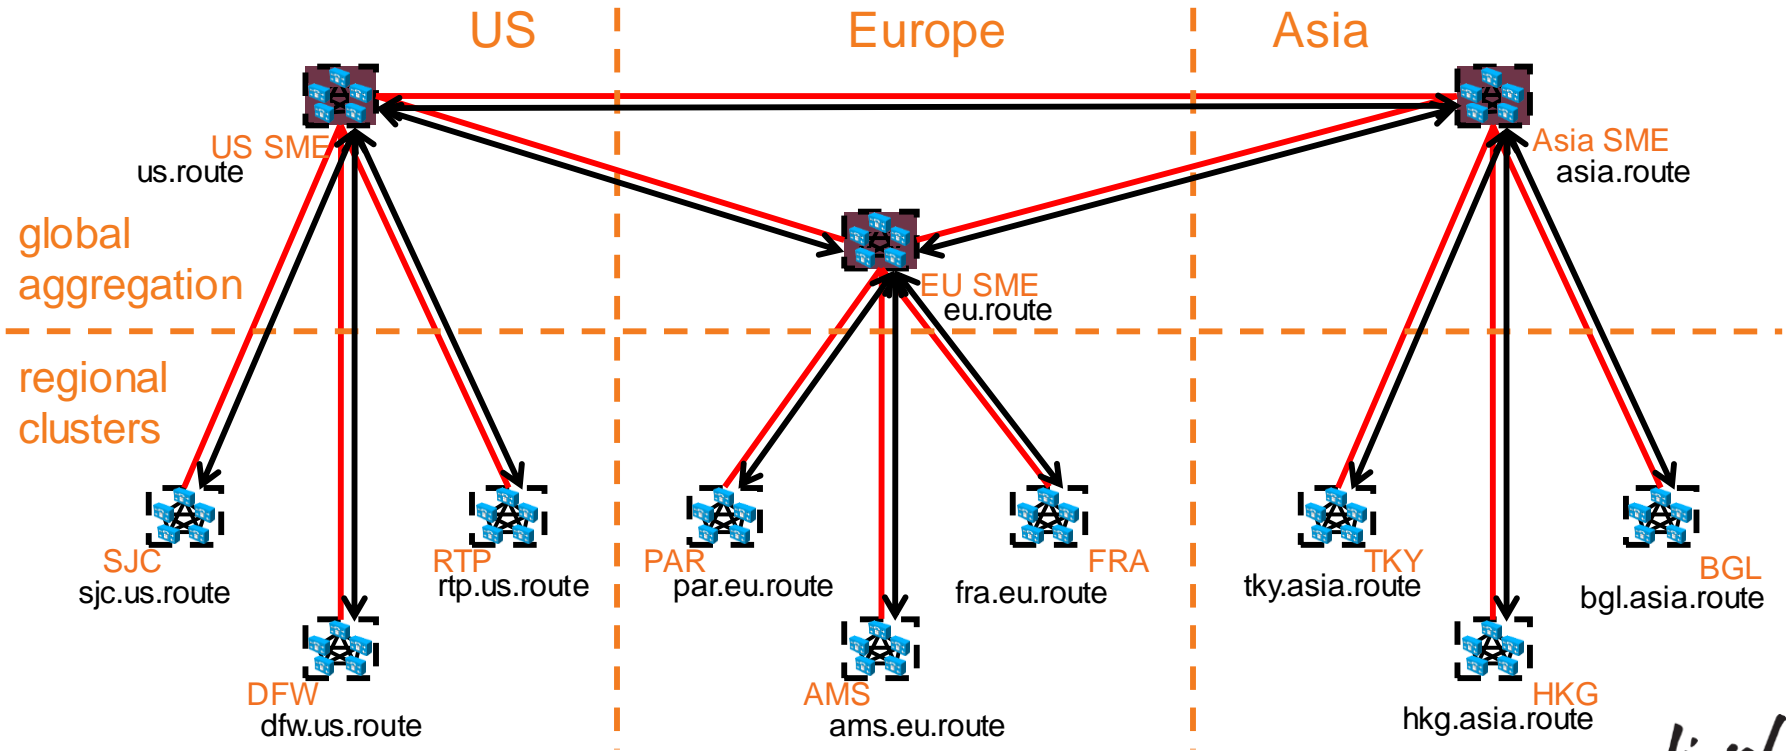 US
Europe
Asia
US SME
us.route
Asia SME
asia.route
global
aggregation
EU SME
eu.route
regional
clusters
SJC
sjc.us.route
RTP
rtp.us.route
PAR
par.eu.route
FRA
fra.eu.route
TKY
tky.asia.route
BGL
bgl.asia.route
DFW
dfw.us.route
AMS
ams.eu.route
HKG
hkg.asia.route